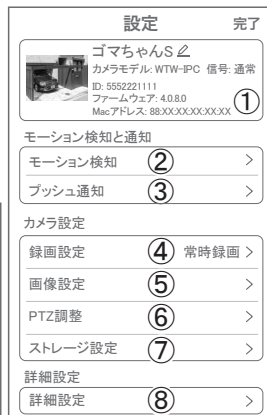 設定 完了
ゴマちゃんS
カメラモデル: WTW-IPC 信号: 通常
ID: 5552221111
ファームウェア: 4.0.8.0
Macアドレス: 88:XX:XX:XX:XX:XX ①
モーション検知と通知
モーション検知 ② >
プッシュ通知 ③ >
カメラ設定
録画設定 ④ 常時録画 >
画像設定 ⑤ >
PTZ調整 ⑥ >
ストレージ設定 ⑦ >
詳細設定
詳細設定 ⑧ >